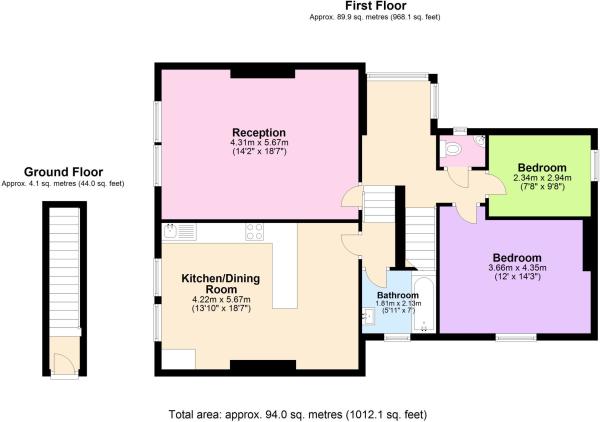 First Floor
Approx. 89.9 sq. metres (968.1 sq. feet)
Reception
4.31m x 5.67m
(14'2" x 18'7")
Ground Floor
Approx. 4.1 sq. metres (44.0 sq. feet)
Bedroom
2.34m x 2.94m
(7'8" x 9'8")
Bedroom
3.66m x 4.35m
(12' x 14'3")
Kitchen/Dining
Room
4.22m x 5.67m
(13'10" x 18'7")
Bathroom
1.81m x 2.13m
(5'11" x 7')
Total area: approx. 94.0 sq. metres (1012.1 sq. feet)